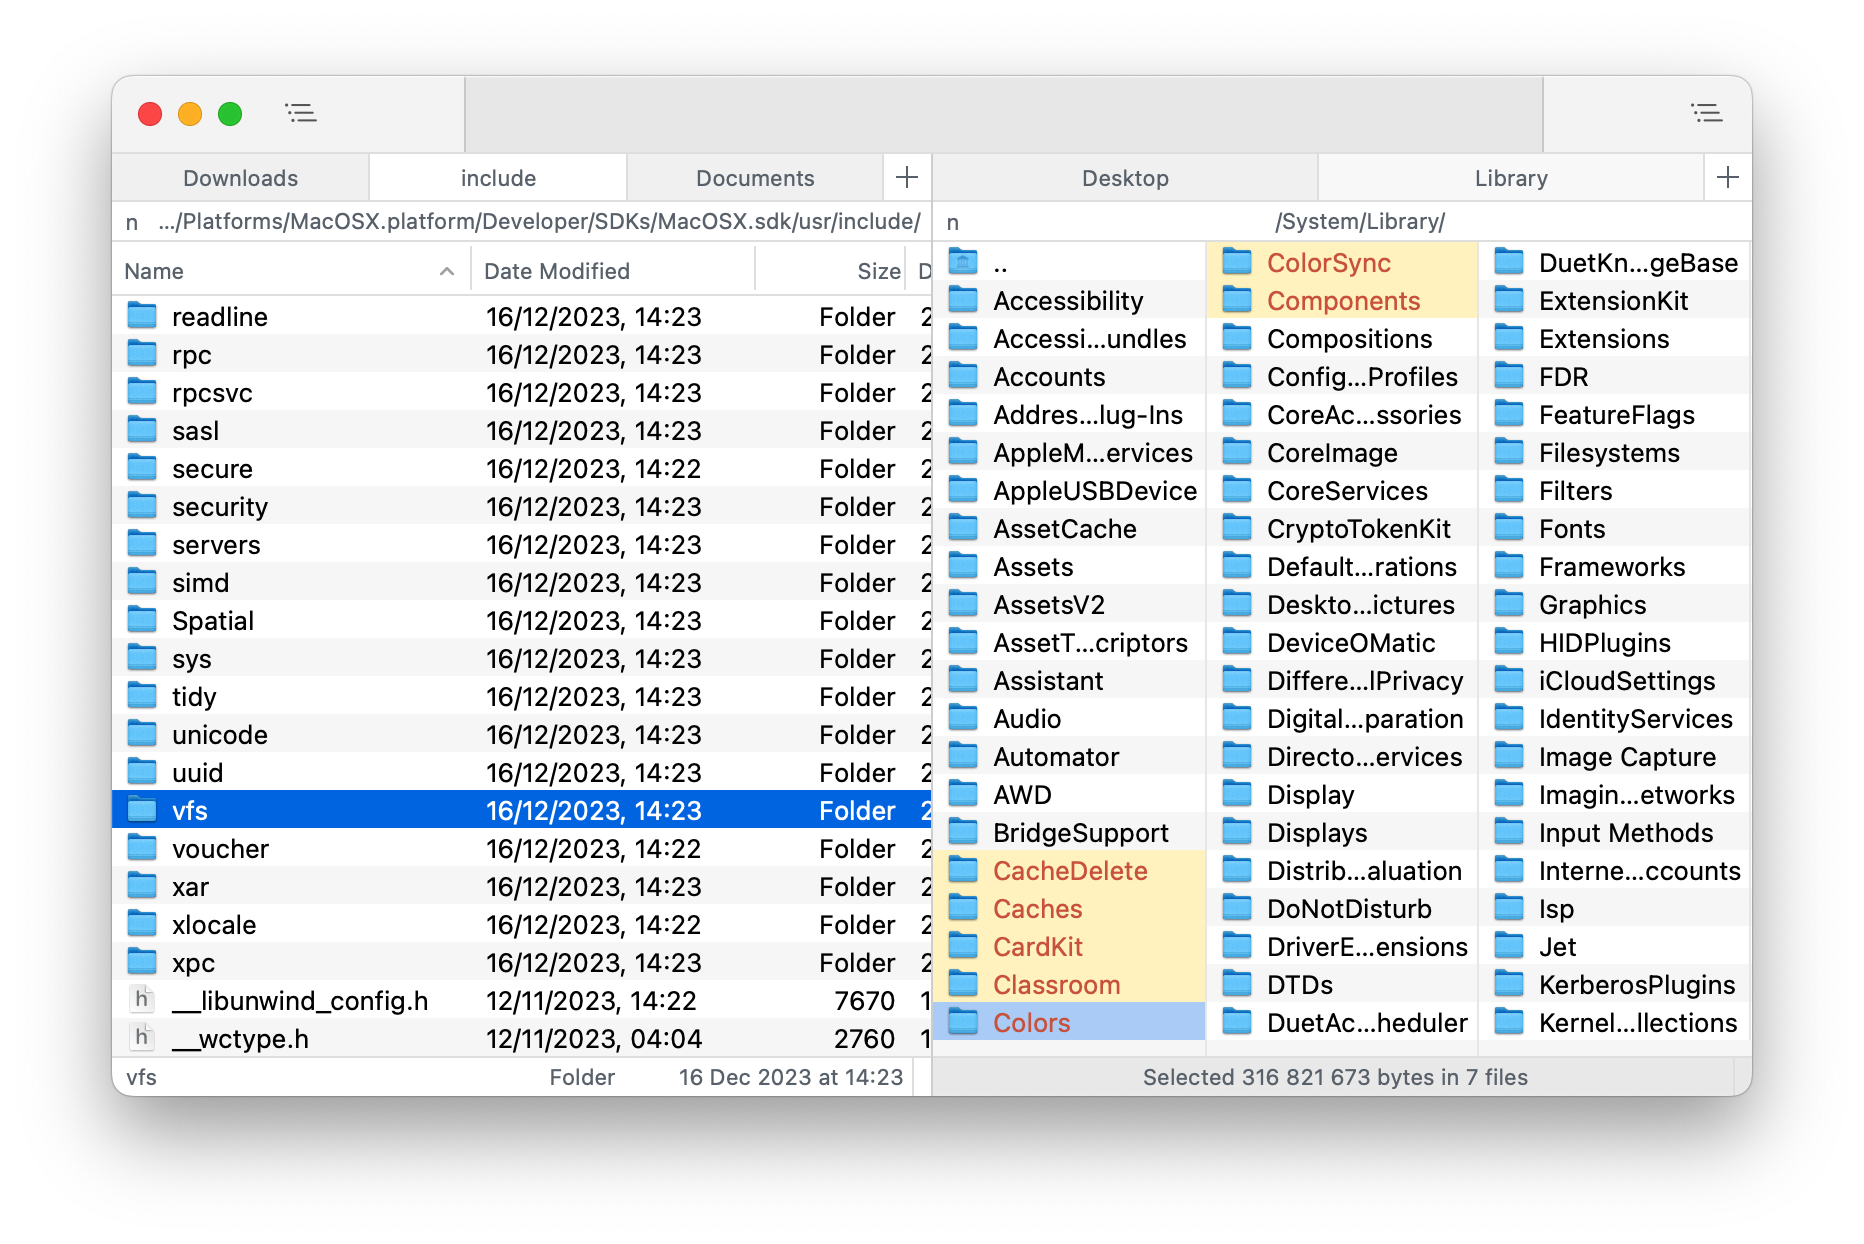 Downloads include Documents
n .../Platforms/MacOSX.platform/Developer/SDKs/MacOSX.sdk/usr/include/
Name Date Modified Size D
readline 16/12/2023, 14:23 Folder 2
rpc 16/12/2023, 14:23 Folder 2
rpcsvc 16/12/2023, 14:23 Folder 2
sasl 16/12/2023, 14:23 Folder 2
secure 16/12/2023, 14:22 Folder 2
security 16/12/2023, 14:23 Folder 2
servers 16/12/2023, 14:23 Folder 2
simd 16/12/2023, 14:23 Folder 2
Spatial 16/12/2023, 14:23 Folder 2
sys 16/12/2023, 14:23 Folder 2
tidy 16/12/2023, 14:23 Folder 2
unicode 16/12/2023, 14:23 Folder 2
uuid 16/12/2023, 14:23 Folder 2
vfs 16/12/2023, 14:23 Folder 2
voucher 16/12/2023, 14:22 Folder 2
xar 16/12/2023, 14:23 Folder 2
xlocale 16/12/2023, 14:22 Folder 2
xpc 16/12/2023, 14:23 Folder 2
h __libunwind_config.h 12/11/2023, 14:22 7670 1
h __wctype.h 12/11/2023, 04:04 2760 1
vfs Folder 16 Dec 2023 at 14:23
Desktop Library
n /System/Library/
..
Accessibility
Accessi...undles
Accounts
Addres...lug-Ins
AppleM...ervices
AppleUSBDevice
AssetCache
Assets
AssetsV2
AssetT...criptors
Assistant
Audio
Automator
AWD
BridgeSupport
CacheDelete
Caches
CardKit
Classroom
Colors
ColorSync
Components
Compositions
Config...Profiles
CoreAc...ssories
CoreImage
CoreServices
CryptoTokenKit
Default...rations
Deskto...ictures
DeviceOMatic
Differe...lPrivacy
Digital...paration
Directo...ervices
Display
Displays
Distrib...aluation
DoNotDisturb
DriverE...ensions
DTDs
DuetAc...heduler
DuetKn...geBase
ExtensionKit
Extensions
FDR
FeatureFlags
Filesystems
Filters
Fonts
Frameworks
Graphics
HIDPlugins
iCloudSettings
IdentityServices
Image Capture
Imagin...etworks
Input Methods
Interne...ccounts
Isp
Jet
KerberosPlugins
Kernel...llections
Selected 316 821 673 bytes in 7 files